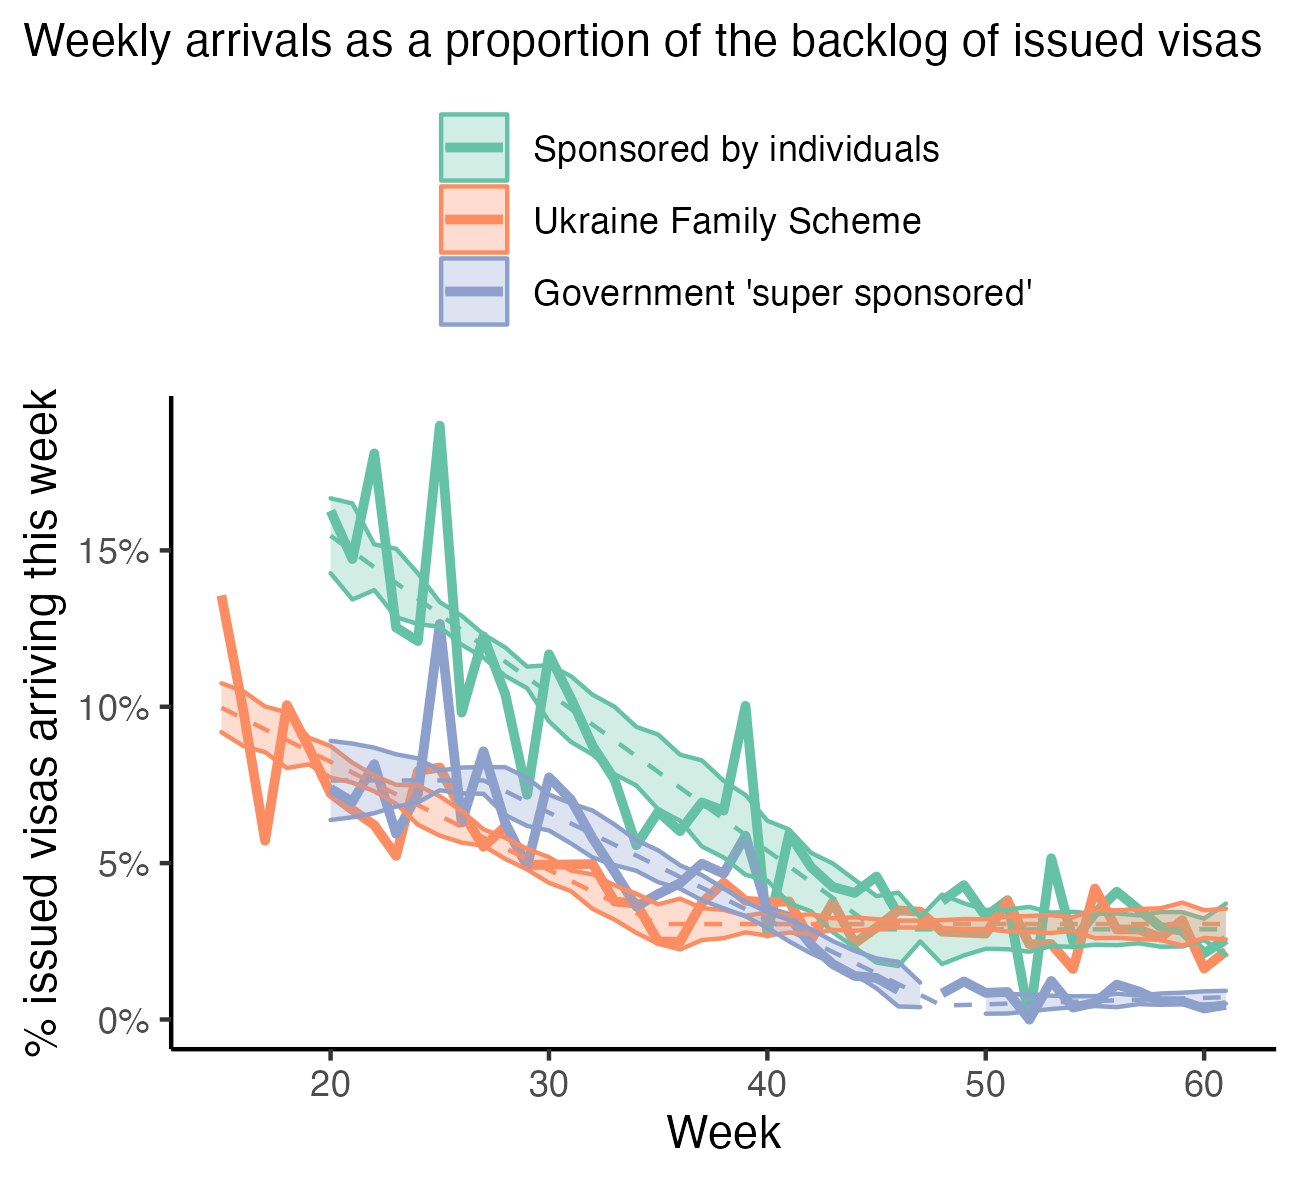 Weekly arrivals as a proportion of the backlog of issued visas
Sponsored by individuals
Ukraine Family Scheme
Government 'super sponsored'
% issued visas arriving this week
15%
10%
5%
0%
20
30
40
50
60
Week